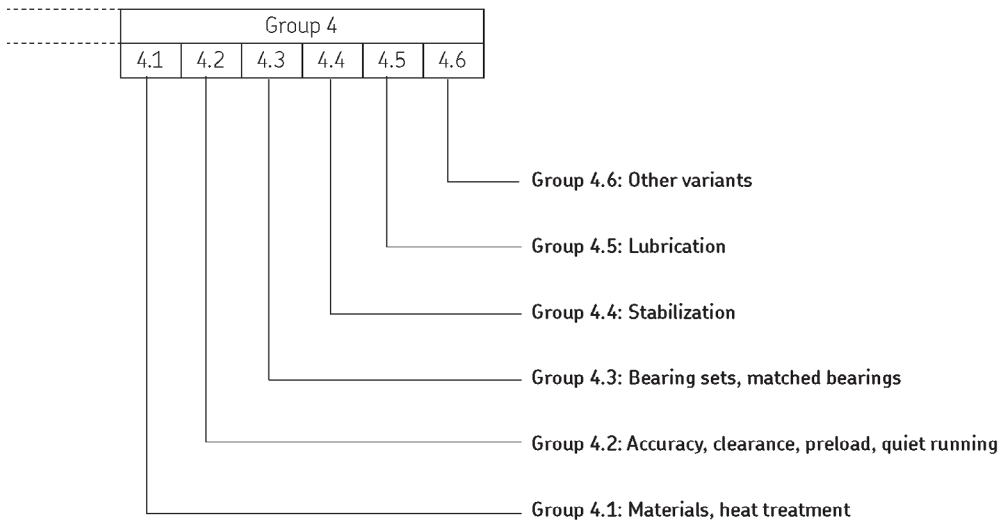 Group 4
4.1 4.2 4.3 4.4 4.5 4.6
Group 4.6: Other variants
Group 4.5: Lubrication
Group 4.4: Stabilization
Group 4.3: Bearing sets, matched bearings
Group 4.2: Accuracy, clearance, preload, quiet running
Group 4.1: Materials, heat treatment